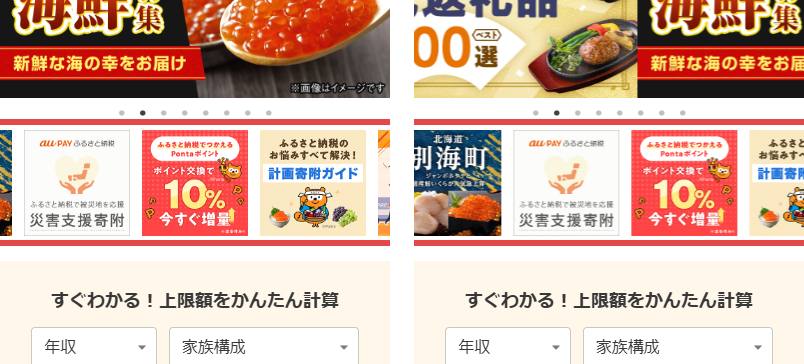 海鮮
集
新鮮な海の幸をお届け
※画像はイメージです
au PAY ふるさと納税
ふるさと納税で被災地を応援
災害支援寄附
ふるさと納税でつかえる
Pontaポイント
ポイント交換で
10%
今すぐ増量
ふるさと納税の
お悩みすべて解決!
計画寄附ガイド
すぐわかる!上限額をかんたん計算
年収
家族構成
返礼品
00
ベスト
選
海鮮
新鮮な海の幸をお届
北海道
別海町
au PAY ふるさと納税
ふるさと納税で被災地を応援
災害支援寄附
ふるさと納税でつかえる
Pontaポイント
ポイント交換で
10%
今すぐ増量
ふるさ
お悩みす
計画寄
すぐわかる!上限額をかんたん計算
年収
家族構成